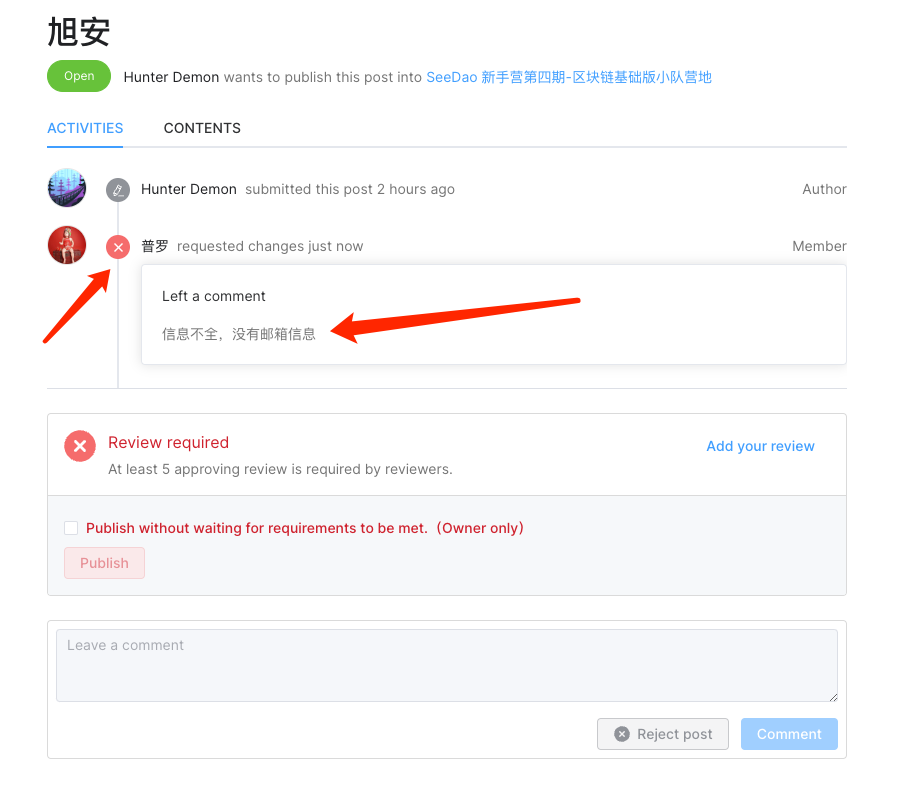 旭安
Open Hunter Demon wants to publish this post into SeeDao 新手营第四期-区块链基础版小队营地
ACTIVITIES CONTENTS
Hunter Demon submitted this post 2 hours ago Author
普罗 requested changes just now Member
Left a comment
信息不全，没有邮箱信息
Review required Add your review
At least 5 approving review is required by reviewers.
Publish without waiting for requirements to be met.（Owner only）
Publish
Leave a comment
Reject post Comment